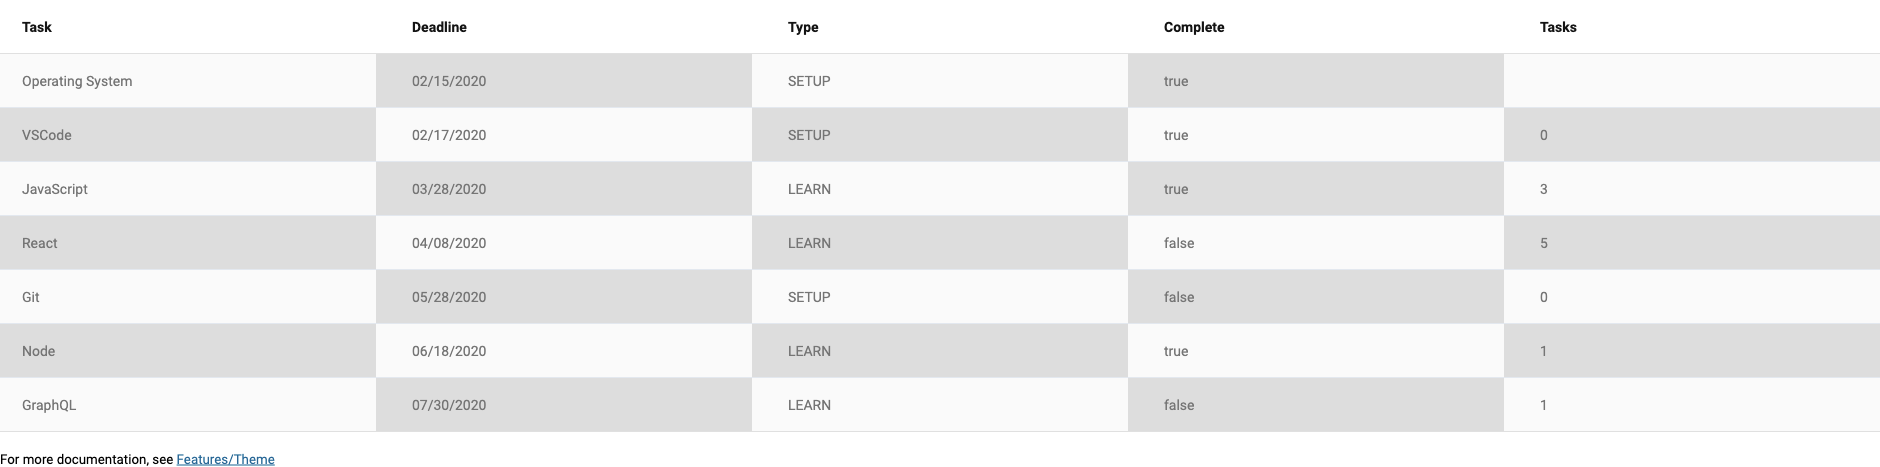 Task Deadline Type Complete Tasks
Operating System 02/15/2020 SETUP true
VSCode 02/17/2020 SETUP true 0
JavaScript 03/28/2020 LEARN true 3
React 04/08/2020 LEARN false 5
Git 05/28/2020 SETUP false 0
Node 06/18/2020 LEARN true 1
GraphQL 07/30/2020 LEARN false 1
For more documentation, see Features/Theme